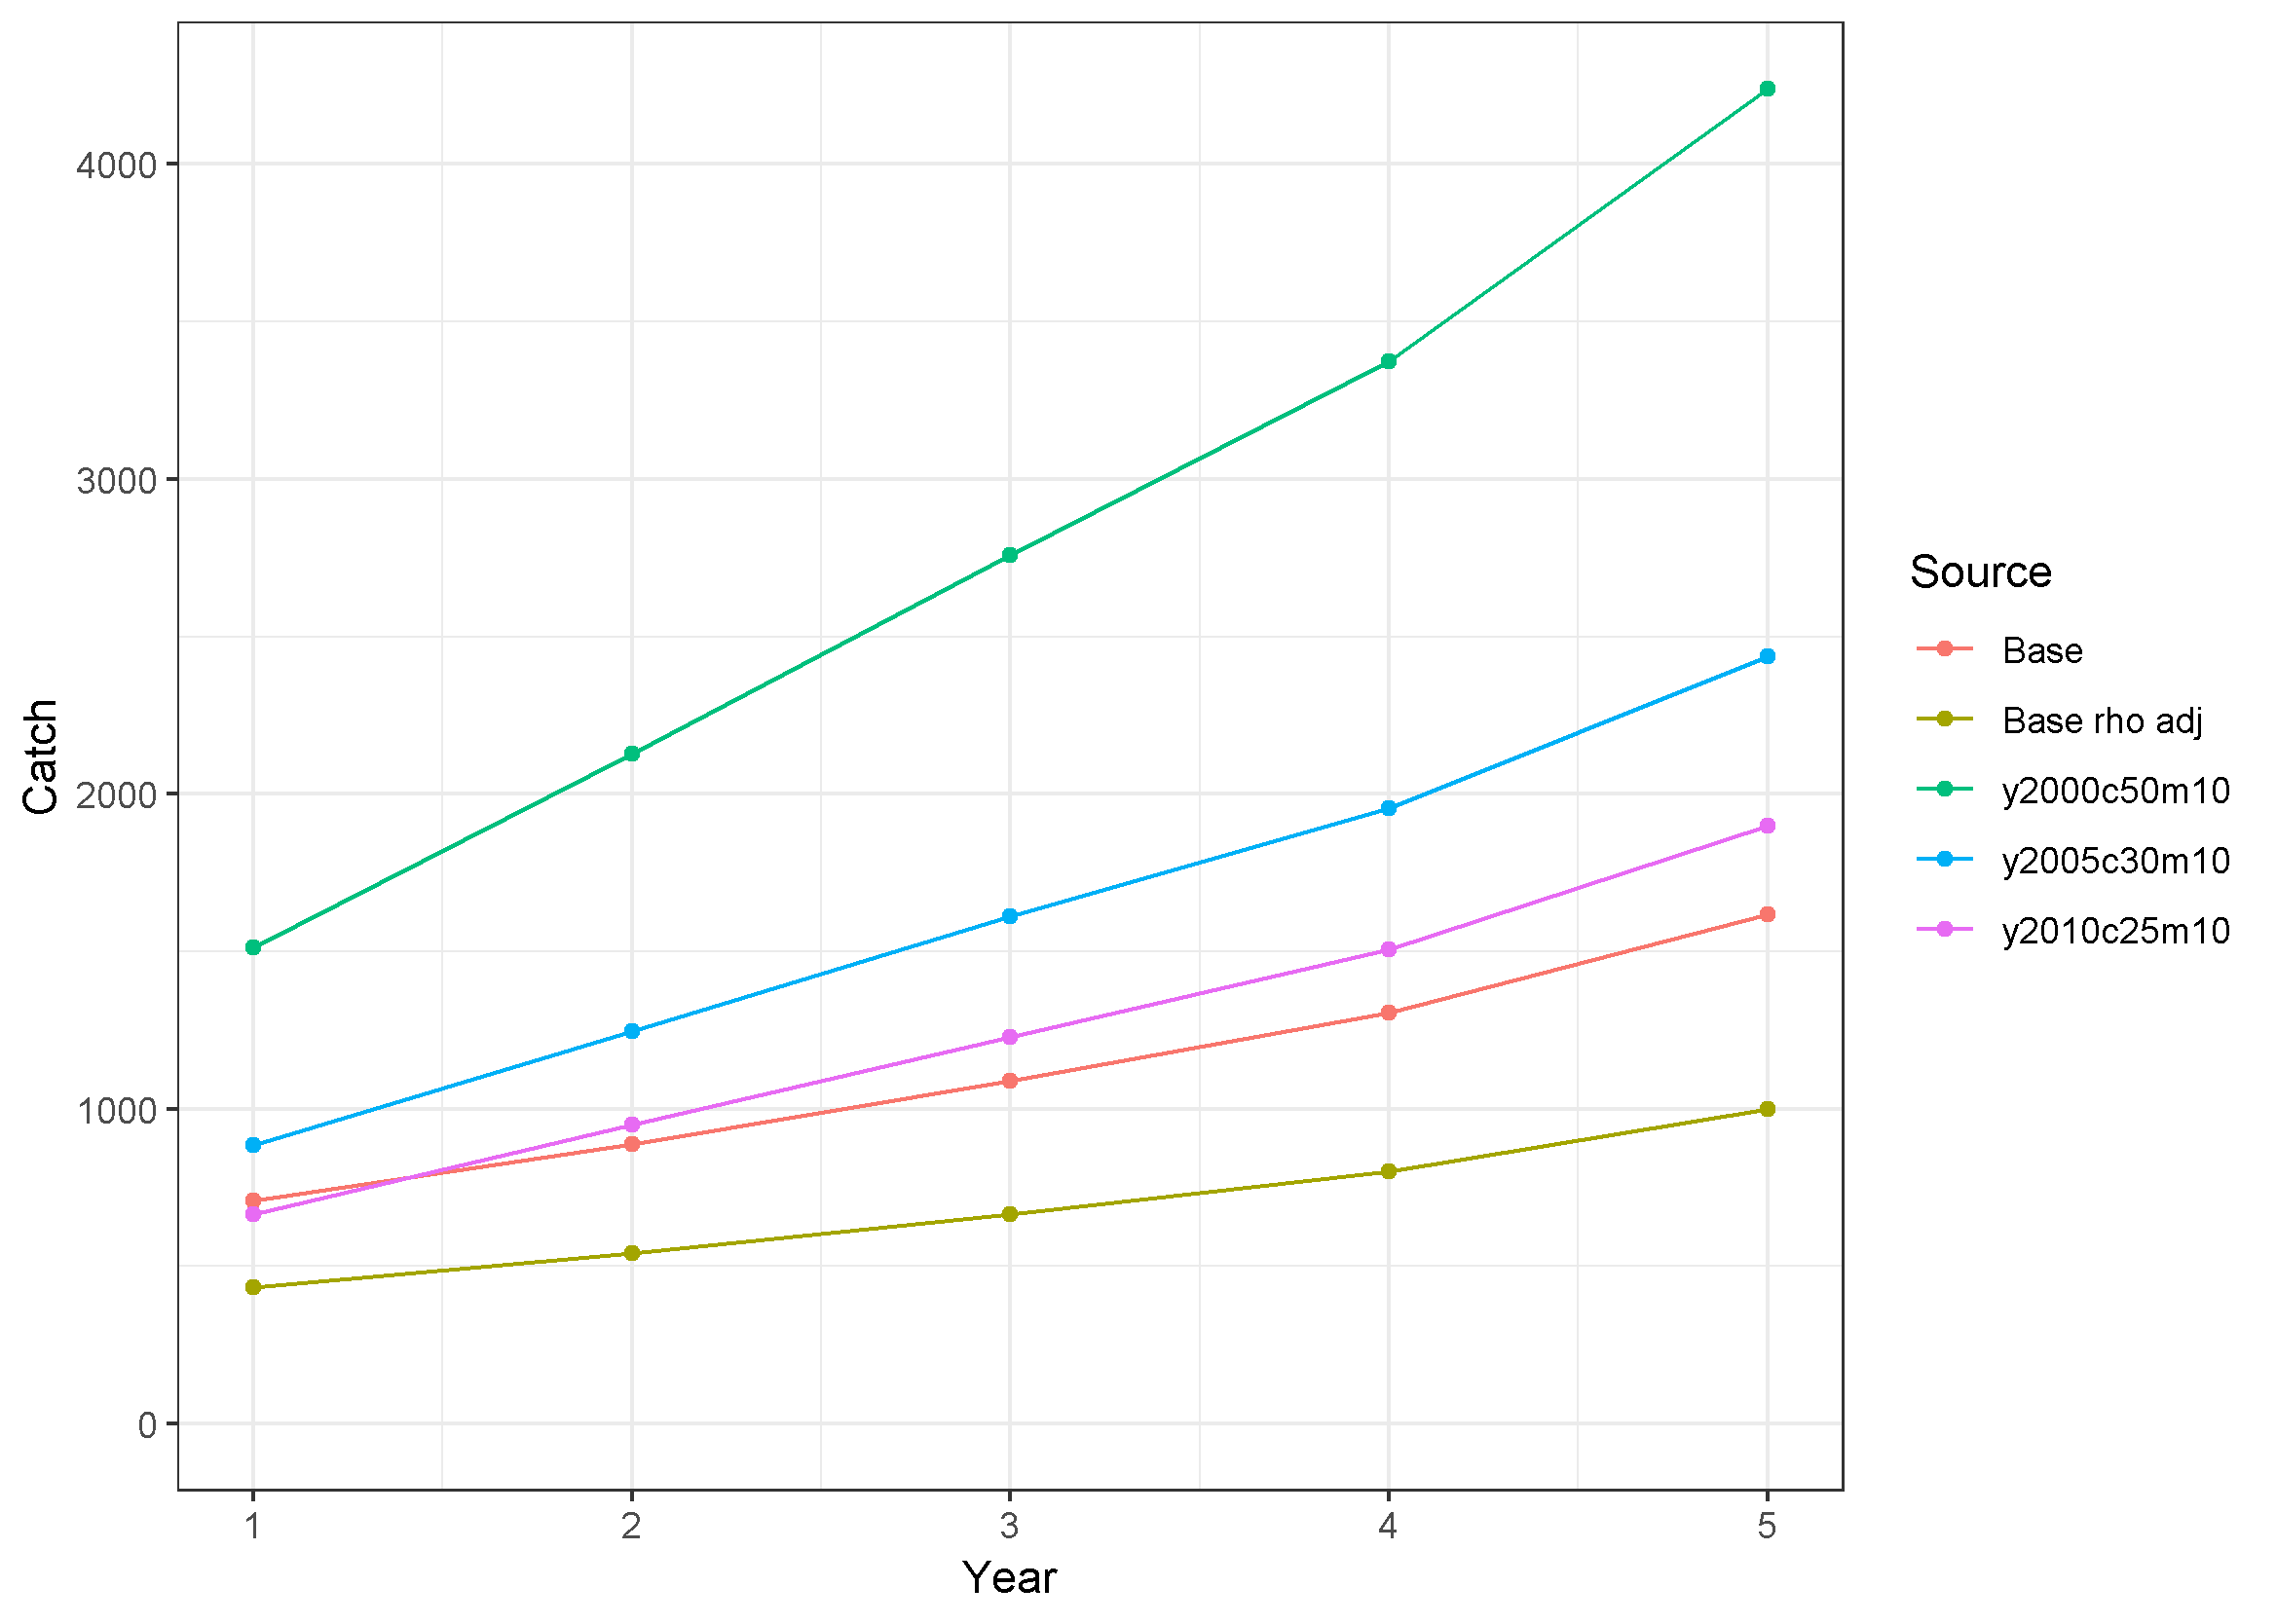 4000
3000
2000
1000
0
Catch
1
2
3
4
5
Year
Source
Base
Base rho adj
y2000c50m10
y2005c30m10
y2010c25m10